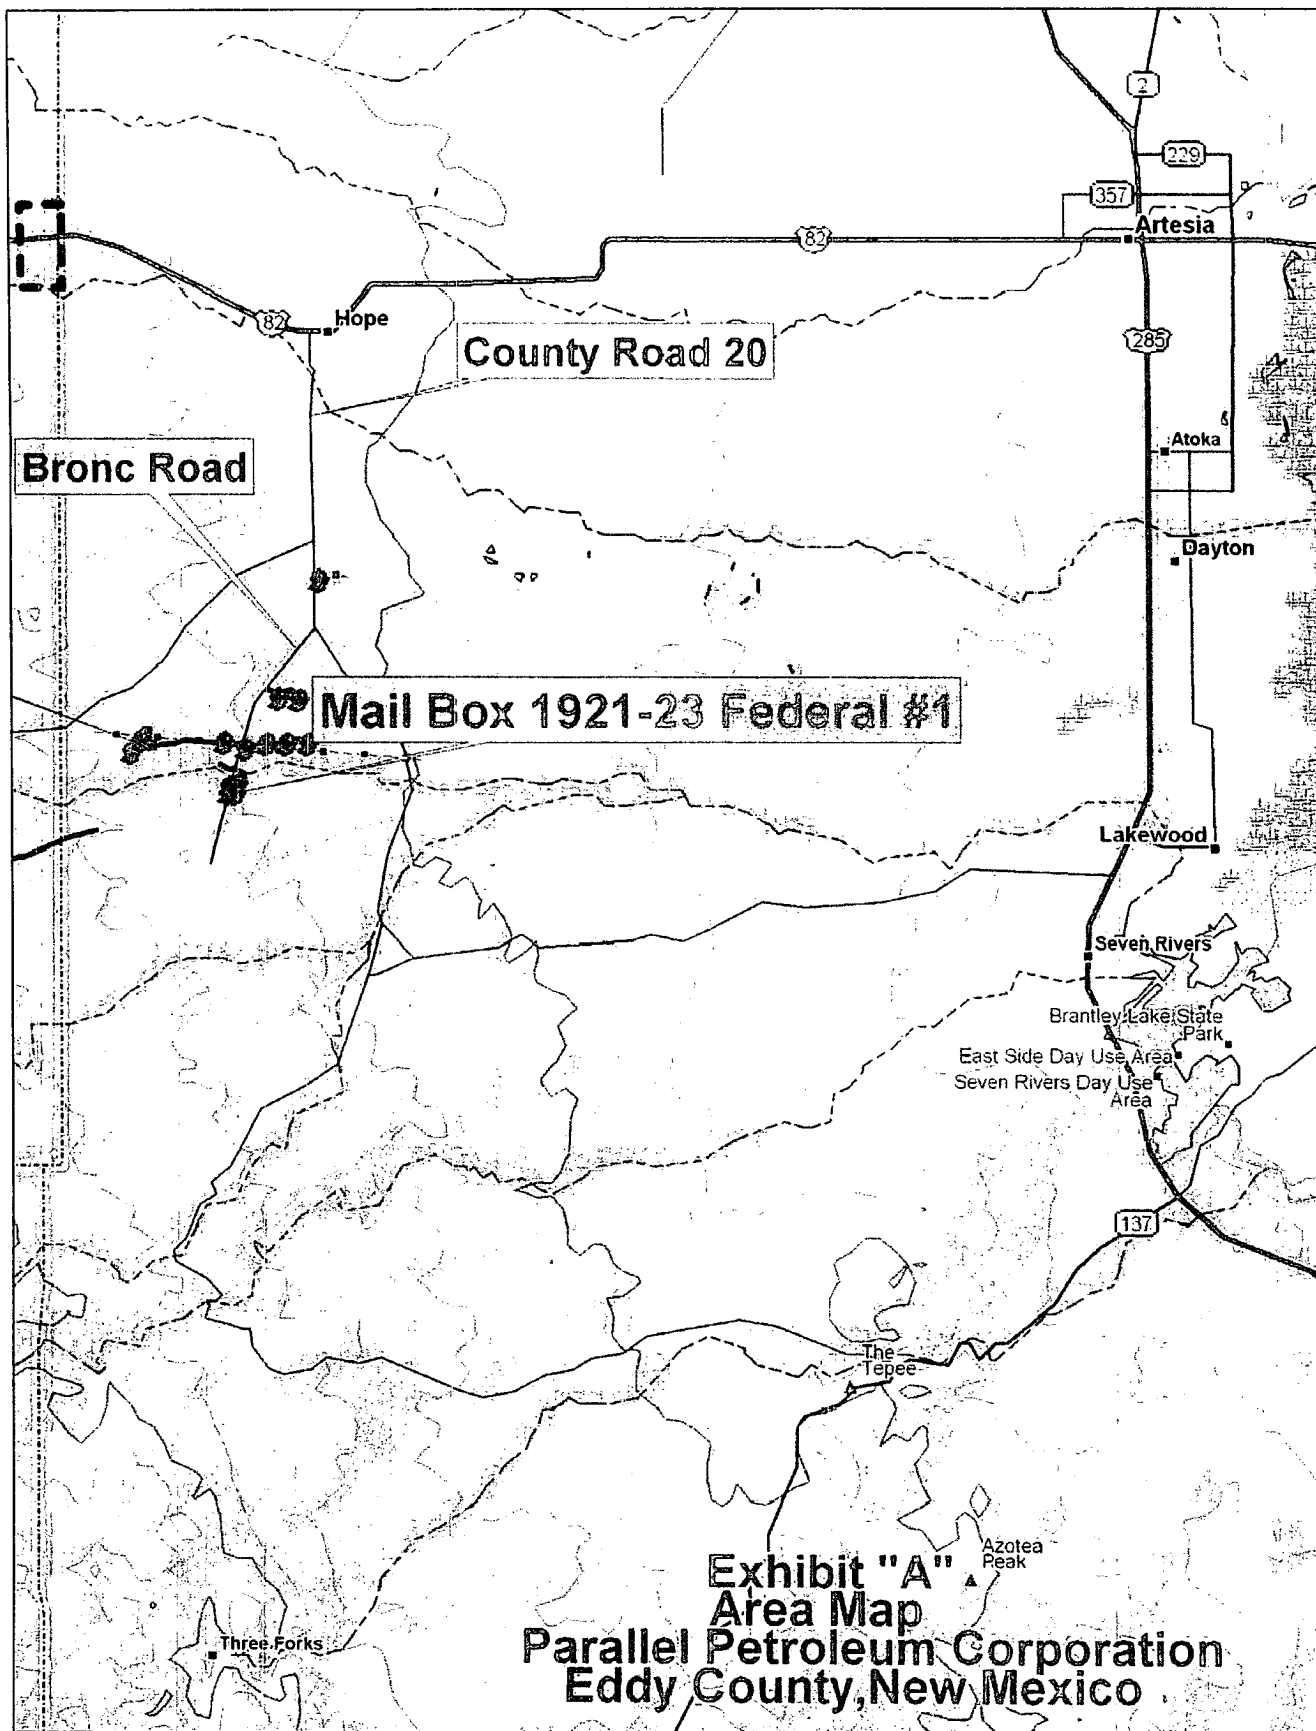 2
229
357
Artesia
82
Hope
82
285
County Road 20
Atoka
Bronc Road
Dayton
Mail Box 1921-23 Federal #1
Lakewood
Seven Rivers
Brantley Lake State
Park
East Side Day Use Area
Seven Rivers Day Use
Area
137
The
Tepee
Azotea
Peak
Exhibit "A"
Area Map
Three Forks
Parallel Petroleum Corporation
Eddy County, New Mexico